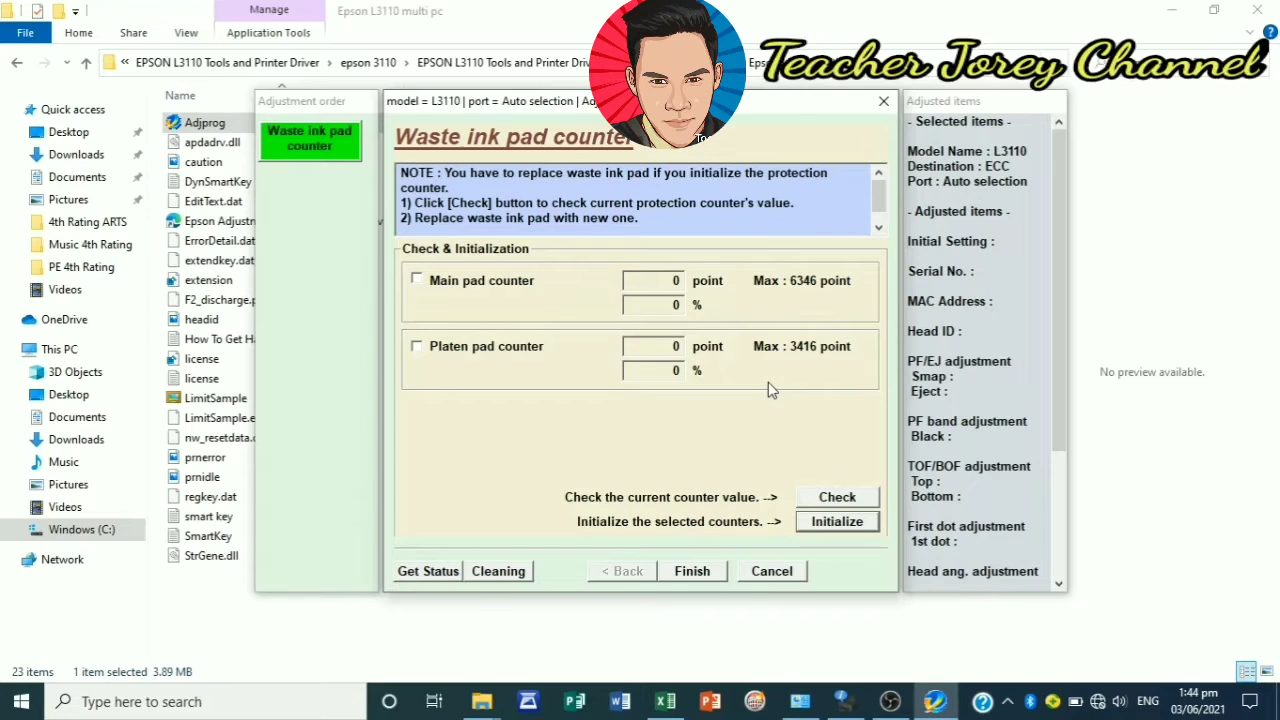 Manage
Epson L3110 multi pc
File
Home
Share
View
Application Tools
Teacher Jorey Channel
EPSON L3110 Tools and Printer Driver
epson 3110
Quick access
Desktop
Downloads
Documents
Pictures
4th Rating ARTS
Music 4th Rating
PE 4th Rating
Videos
OneDrive
This PC
3D Objects
Desktop
Documents
Downloads
Music
Pictures
Videos
Windows (C:)
Network
Name
Adjprog
apdadrv.dll
caution
DynSmartKey
EditText.dat
ErrorDetail.dat
extendkey.dat
extension
headid
license
license
LimitSample
prnerror
prnidle
regkey.dat
smart key
SmartKey
StrGene.dll
Adjustment order
Waste ink pad
counter
model = L3110 | port = Auto selection |
Waste ink pad counter
NOTE : You have to replace waste ink pad if you initialize the protection
counter.
1) Click [Check] button to check current protection counter's value.
2) Replace waste ink pad with new one.
Check & Initialization
Main pad counter 0 point Max : 6346 point
0 %
Platen pad counter 0 point Max : 3416 point
0 %
Check the current counter value. --> Check
Initialize the selected counters. --> Initialize
Get Status Cleaning < Back Finish Cancel
Adjusted items
- Selected items -
Model Name : L3110
Destination : ECC
Port : Auto selection
- Adjusted items -
Initial Setting :
Serial No. :
MAC Address :
Head ID :
PF/EJ adjustment
Smap :
Eject :
PF band adjustment
Black :
TOF/BOF adjustment
Top :
Bottom :
First dot adjustment
1st dot :
Head ang. adjustment
No preview available.
23 items 1 item selected 3.89 MB
Type here to search
ENG
1:44 pm
03/06/2021